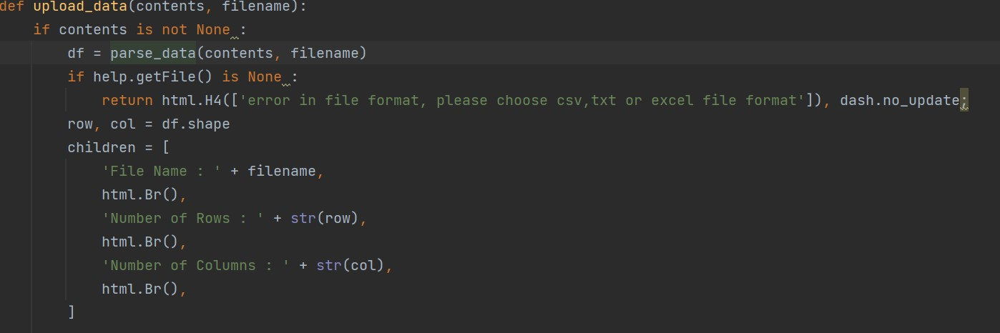 def upload_data(contents, filename):
    if contents is not None :
        df = parse_data(contents, filename)
        if help.getFile() is None :
            return html.H4(['error in file format, please choose csv,txt or excel file format']), dash.no_update;
        row, col = df.shape
        children = [
            'File Name : ' + filename,
            html.Br(),
            'Number of Rows : ' + str(row),
            html.Br(),
            'Number of Columns : ' + str(col),
            html.Br(),
        ]